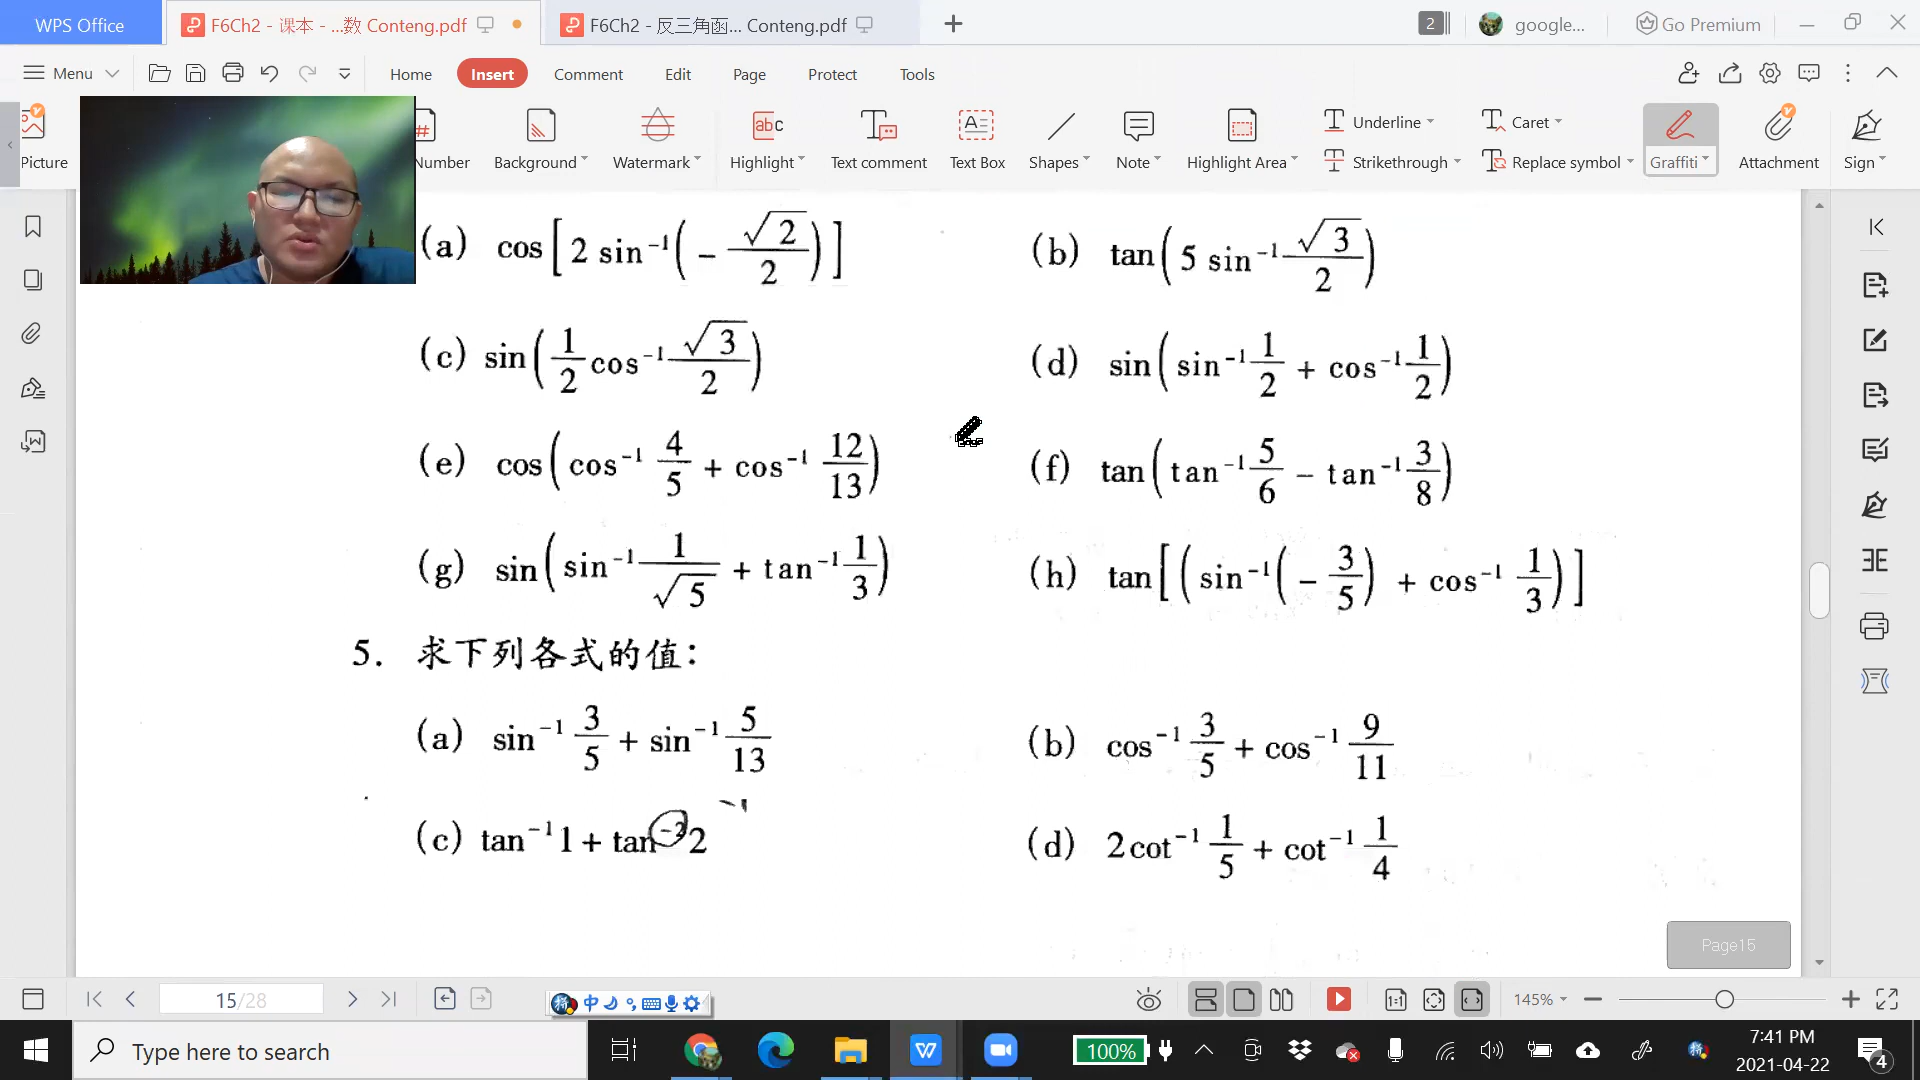 WPS Office
F6Ch2 - 课本 - ...数 Conteng.pdf
F6Ch2 - 反三角函... Conteng.pdf
2
google...
Go Premium
Menu
Home
Insert
Comment
Edit
Page
Protect
Tools
Picture
Number
Background
Watermark
Highlight
Text comment
Text Box
Shapes
Note
Highlight Area
Underline
Strikethrough
Caret
Replace symbol
Graffiti
Attachment
Sign
(a) cos[2 sin⁻¹(-√2/2)]
(b) tan(5 sin⁻¹ √3/2)
(c) sin(1/2 cos⁻¹ √3/2)
(d) sin(sin⁻¹ 1/2 + cos⁻¹ 1/2)
(e) cos(cos⁻¹ 4/5 + cos⁻¹ 12/13)
(f) tan(tan⁻¹ 5/6 - tan⁻¹ 3/8)
(g) sin(sin⁻¹ 1/√5 + tan⁻¹ 1/3)
(h) tan[(sin⁻¹(-3/5) + cos⁻¹ 1/3)]
5. 求下列各式的值:
(a) sin⁻¹ 3/5 + sin⁻¹ 5/13
(b) cos⁻¹ 3/5 + cos⁻¹ 9/11
-1
(c) tan⁻¹1 + tan⁻²2
(d) 2cot⁻¹ 1/5 + cot⁻¹ 1/4
Page15
15/28
中
145%
1:1
Type here to search
100%
7:41 PM
2021-04-22
4